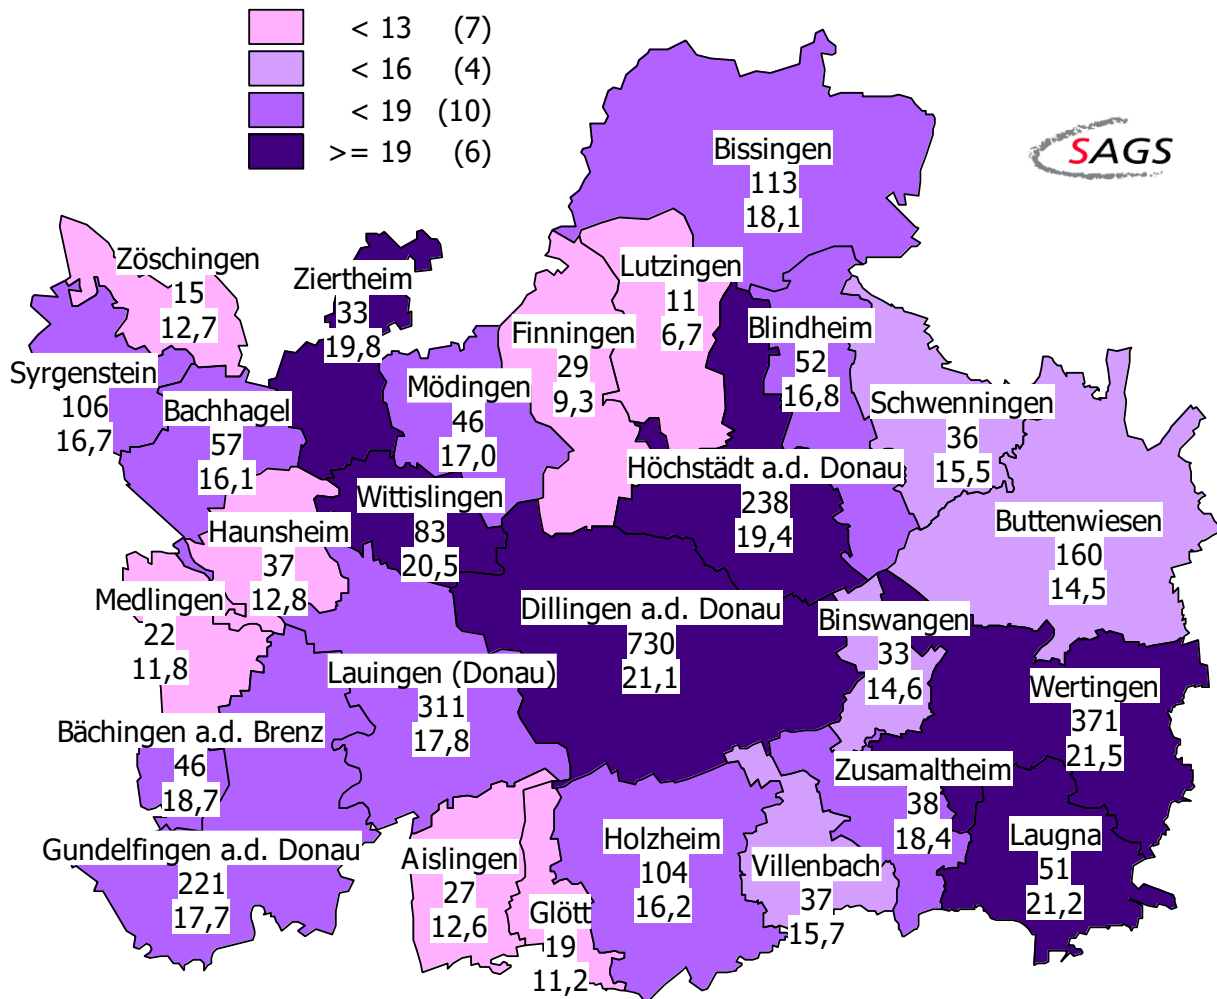 < 13 (7)
< 16 (4)
< 19 (10)
>= 19 (6)
SAGS
Bissingen
113
18,1
Zöschingen
15
12,7
Ziertheim
33
19,8
Lutzingen
11
6,7
Finningen
29
9,3
Blindheim
52
16,8
Syrgenstein
106
16,7
Bachhagel
57
16,1
Mödingen
46
17,0
Schwenningen
36
15,5
Höchstädt a.d. Donau
238
19,4
Wittislingen
83
20,5
Buttenwiesen
160
14,5
Haunsheim
37
12,8
Medlingen
22
11,8
Dillingen a.d. Donau
730
21,1
Binswangen
33
14,6
Lauingen (Donau)
311
17,8
Wertingen
371
21,5
Bächingen a.d. Brenz
46
18,7
Zusamaltheim
38
18,4
Gundelfingen a.d. Donau
221
17,7
Aislingen
27
12,6
Holzheim
104
16,2
Villenbach
37
15,7
Laugna
51
21,2
Glött
19
11,2